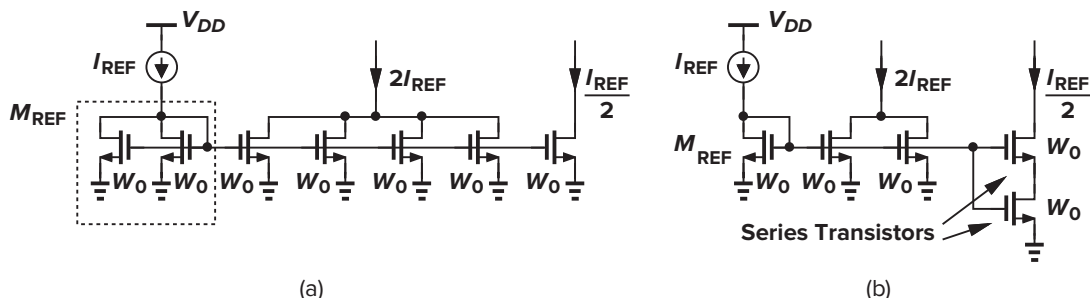 V_DD
I_REF
M_REF
2I_REF
I_REF
2
W_0 W_0 W_0 W_0 W_0 W_0 W_0
(a)
V_DD
I_REF
M_REF
2I_REF
I_REF
2
W_0
W_0 W_0 W_0
W_0
Series Transistors
(b)